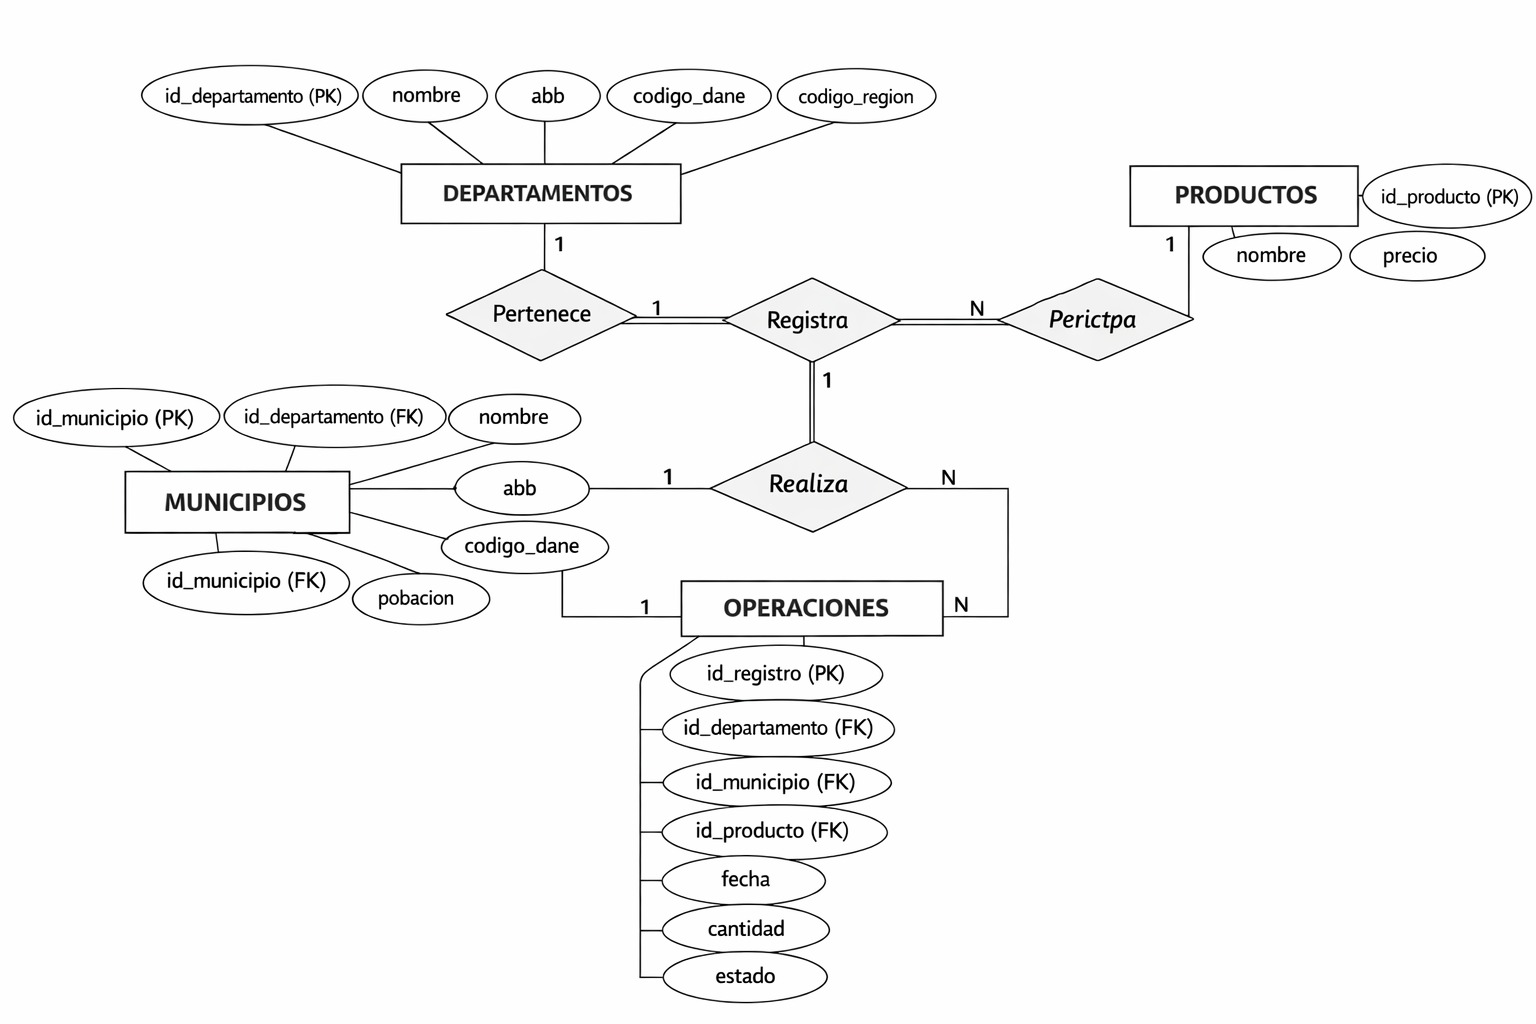 id_departamento (PK)
nombre
abb
codigo_dane
codigo_region
DEPARTAMENTOS
PRODUCTOS
id_producto (PK)
nombre
precio
1
1
Pertenece
1
Registra
N
Perictpa
1
id_municipio (PK)
id_departamento (FK)
nombre
MUNICIPIOS
abb
1
Realiza
N
codigo_dane
id_municipio (FK)
pobacion
1
OPERACIONES
N
id_registro (PK)
id_departamento (FK)
id_municipio (FK)
id_producto (FK)
fecha
cantidad
estado